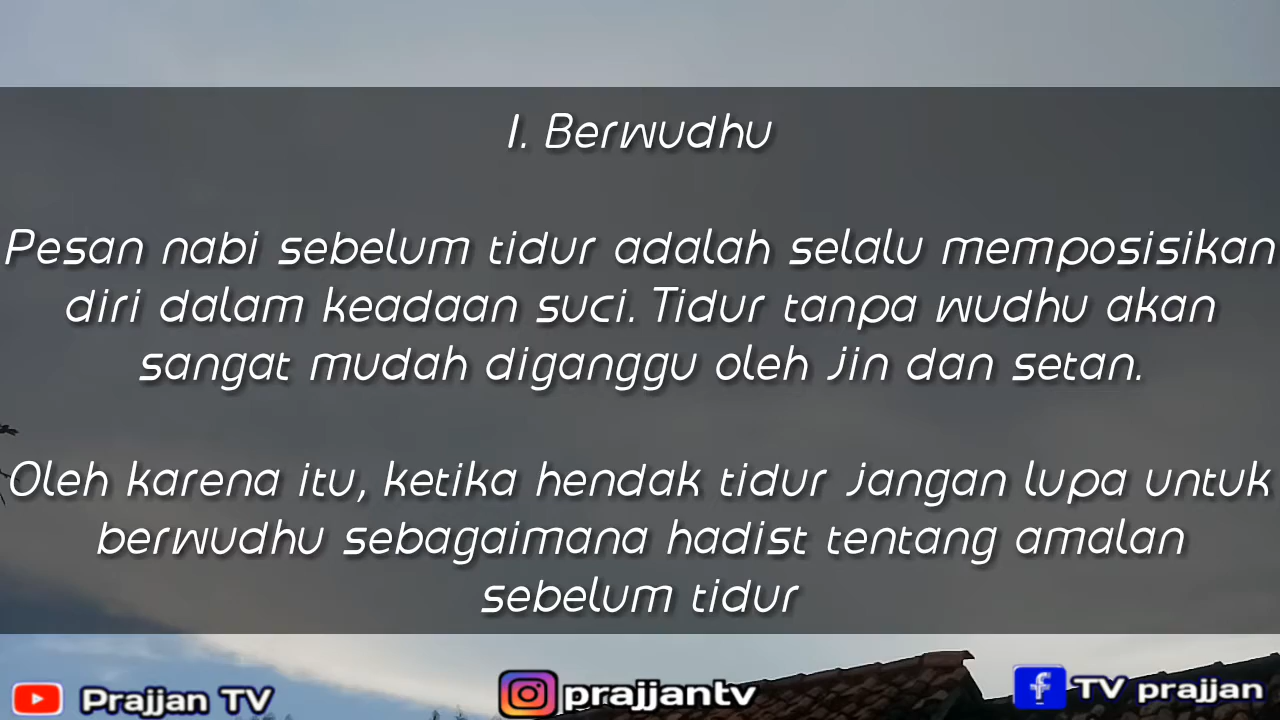 1. Berwudhu
Pesan nabi sebelum tidur adalah selalu memposisikan
diri dalam keadaan suci. Tidur tanpa wudhu akan
sangat mudah diganggu oleh jin dan setan.
Oleh karena itu, ketika hendak tidur jangan lupa untuk
berwudhu sebagaimana hadist tentang amalan
sebelum tidur
Prajjan TV
prajjantv
TV prajjan